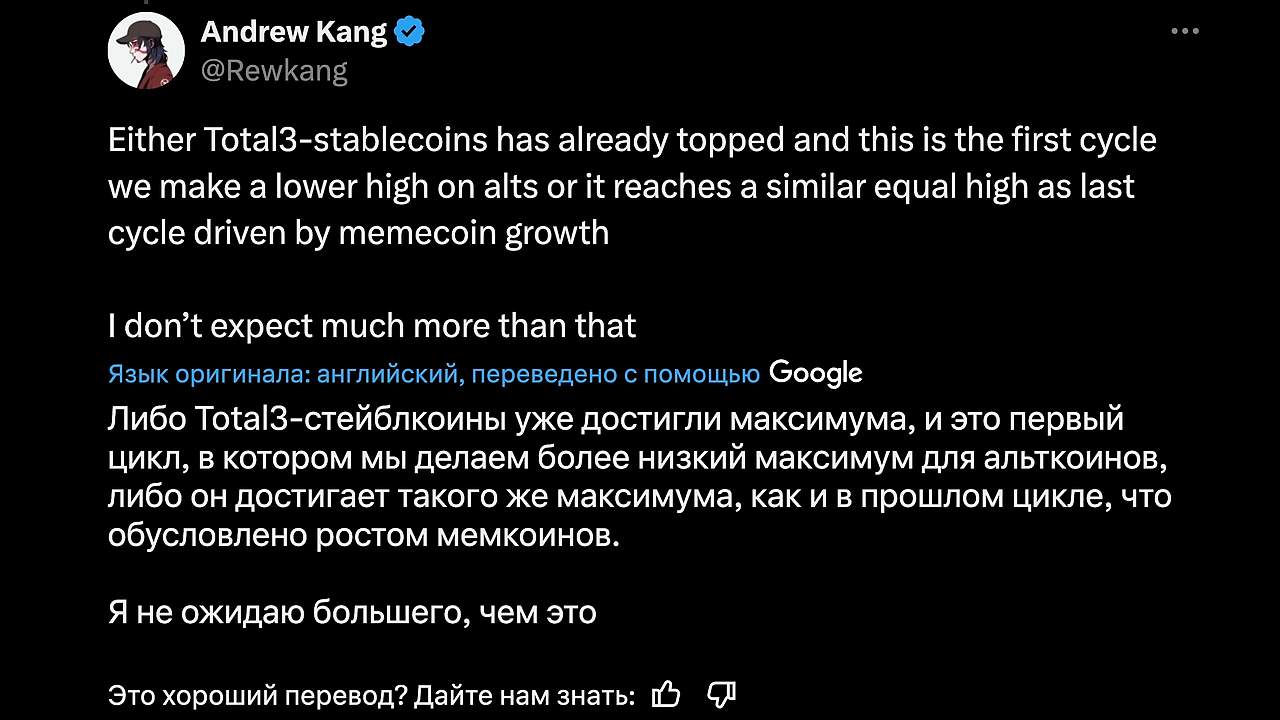 Andrew Kang
@Rewkang
Either Total3-stablecoins has already topped and this is the first cycle
we make a lower high on alts or it reaches a similar equal high as last
cycle driven by memecoin growth
I don’t expect much more than that
Язык оригинала: английский, переведено с помощью Google
Либо Total3-стейблкоины уже достигли максимума, и это первый
цикл, в котором мы делаем более низкий максимум для альткоинов,
либо он достигает такого же максимума, как и в прошлом цикле, что
обусловлено ростом мемкоинов.
Я не ожидаю большего, чем это
Это хороший перевод? Дайте нам знать: